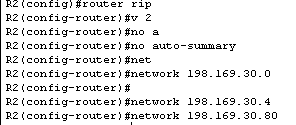 R2(config)#router rip
R2(config-router)#v 2
R2(config-router)#no a
R2(config-router)#no auto-summary
R2(config-router)#net
R2(config-router)#network 198.169.30.0
R2(config-router)#
R2(config-router)#network 198.169.30.4
R2(config-router)#network 198.169.30.80